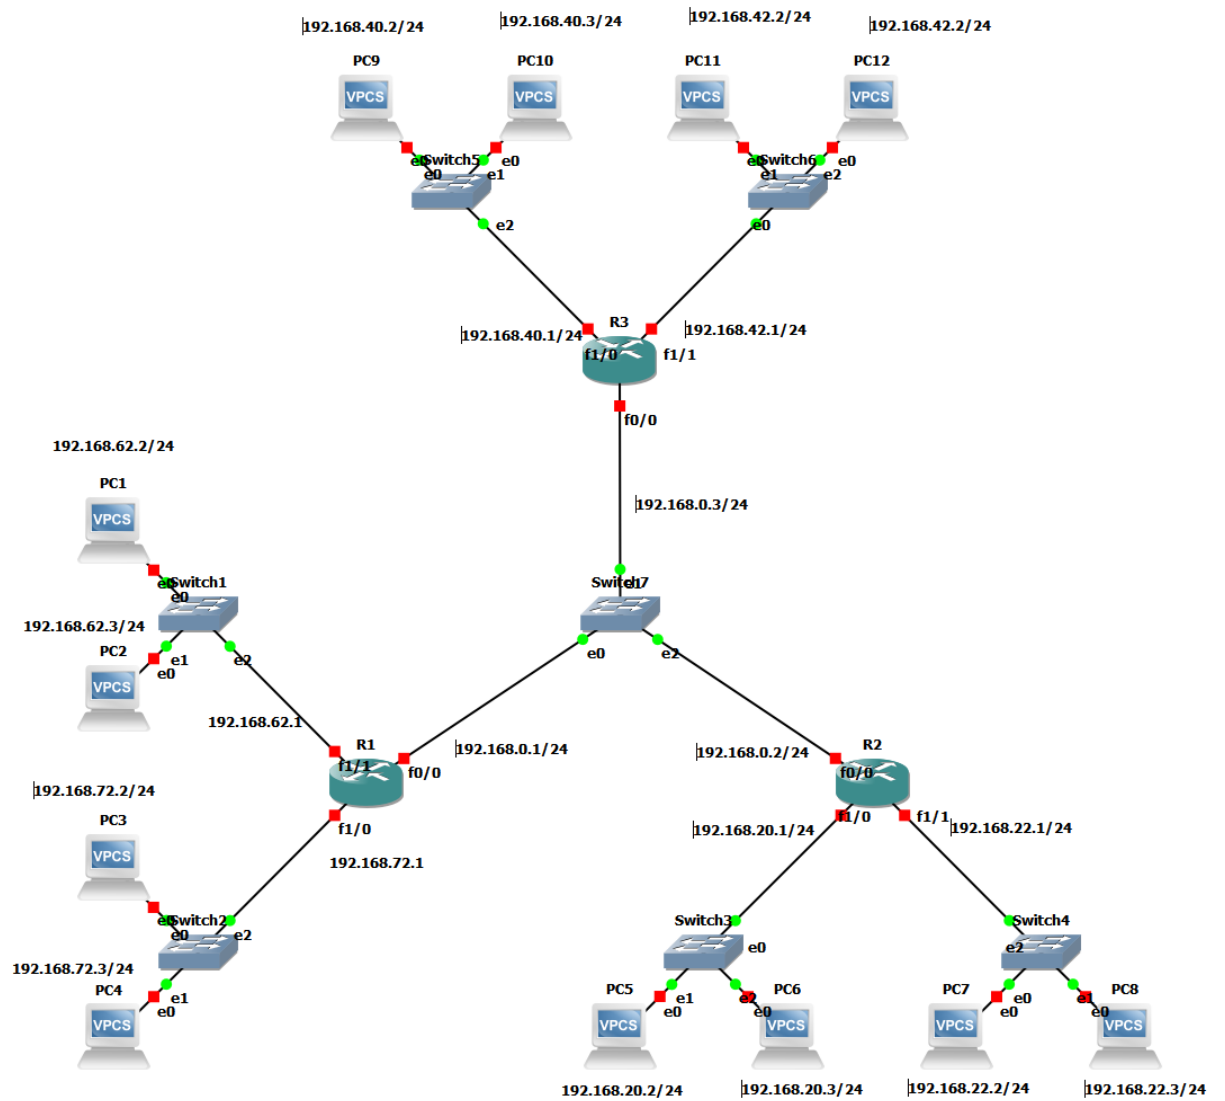 192.168.40.2/24
192.168.40.3/24
192.168.42.2/24
192.168.42.2/24
PC9
PC10
PC11
PC12
VPCS
VPCS
VPCS
VPCS
e0
Switch5
e0
e0
Switch6
e0
e0
e1
e1
e2
e2
e0
R3
192.168.40.1/24
192.168.42.1/24
f1/0
f1/1
f0/0
192.168.62.2/24
PC1
192.168.0.3/24
VPCS
e0
Switch1
Switch7
e1
e0
192.168.62.3/24
PC2
e1
e2
e0
e2
e0
VPCS
192.168.62.1
R1
192.168.0.1/24
192.168.0.2/24
R2
f1/1
f0/0
f0/0
192.168.72.2/24
PC3
f1/0
f1/0
f1/1
192.168.20.1/24
192.168.22.1/24
VPCS
192.168.72.1
e0
Switch2
Switch3
Switch4
e0
e2
e0
e2
192.168.72.3/24
PC4
e1
e0
PC5
e1
e0
e2
e0
PC6
PC7
e0
e0
e1
e0
PC8
VPCS
VPCS
VPCS
VPCS
VPCS
192.168.20.2/24
192.168.20.3/24
192.168.22.2/24
192.168.22.3/24